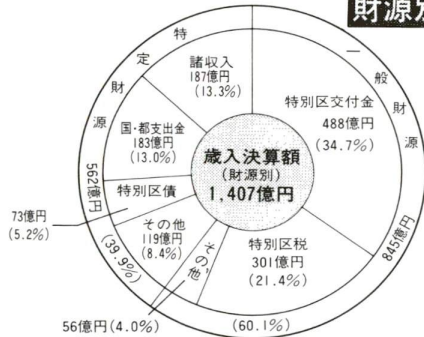 財源別
一般財源
845億円
(60.1%)
特別区交付金
488億円
(34.7%)
特別区税
301億円
(21.4%)
その他
56億円(4.0%)
特定財源
562億円
(39.9%)
諸収入
187億円
(13.3%)
国・都支出金
183億円
(13.0%)
特別区債
73億円
(5.2%)
その他
119億円
(8.4%)
歳入決算額
(財源別)
1,407億円